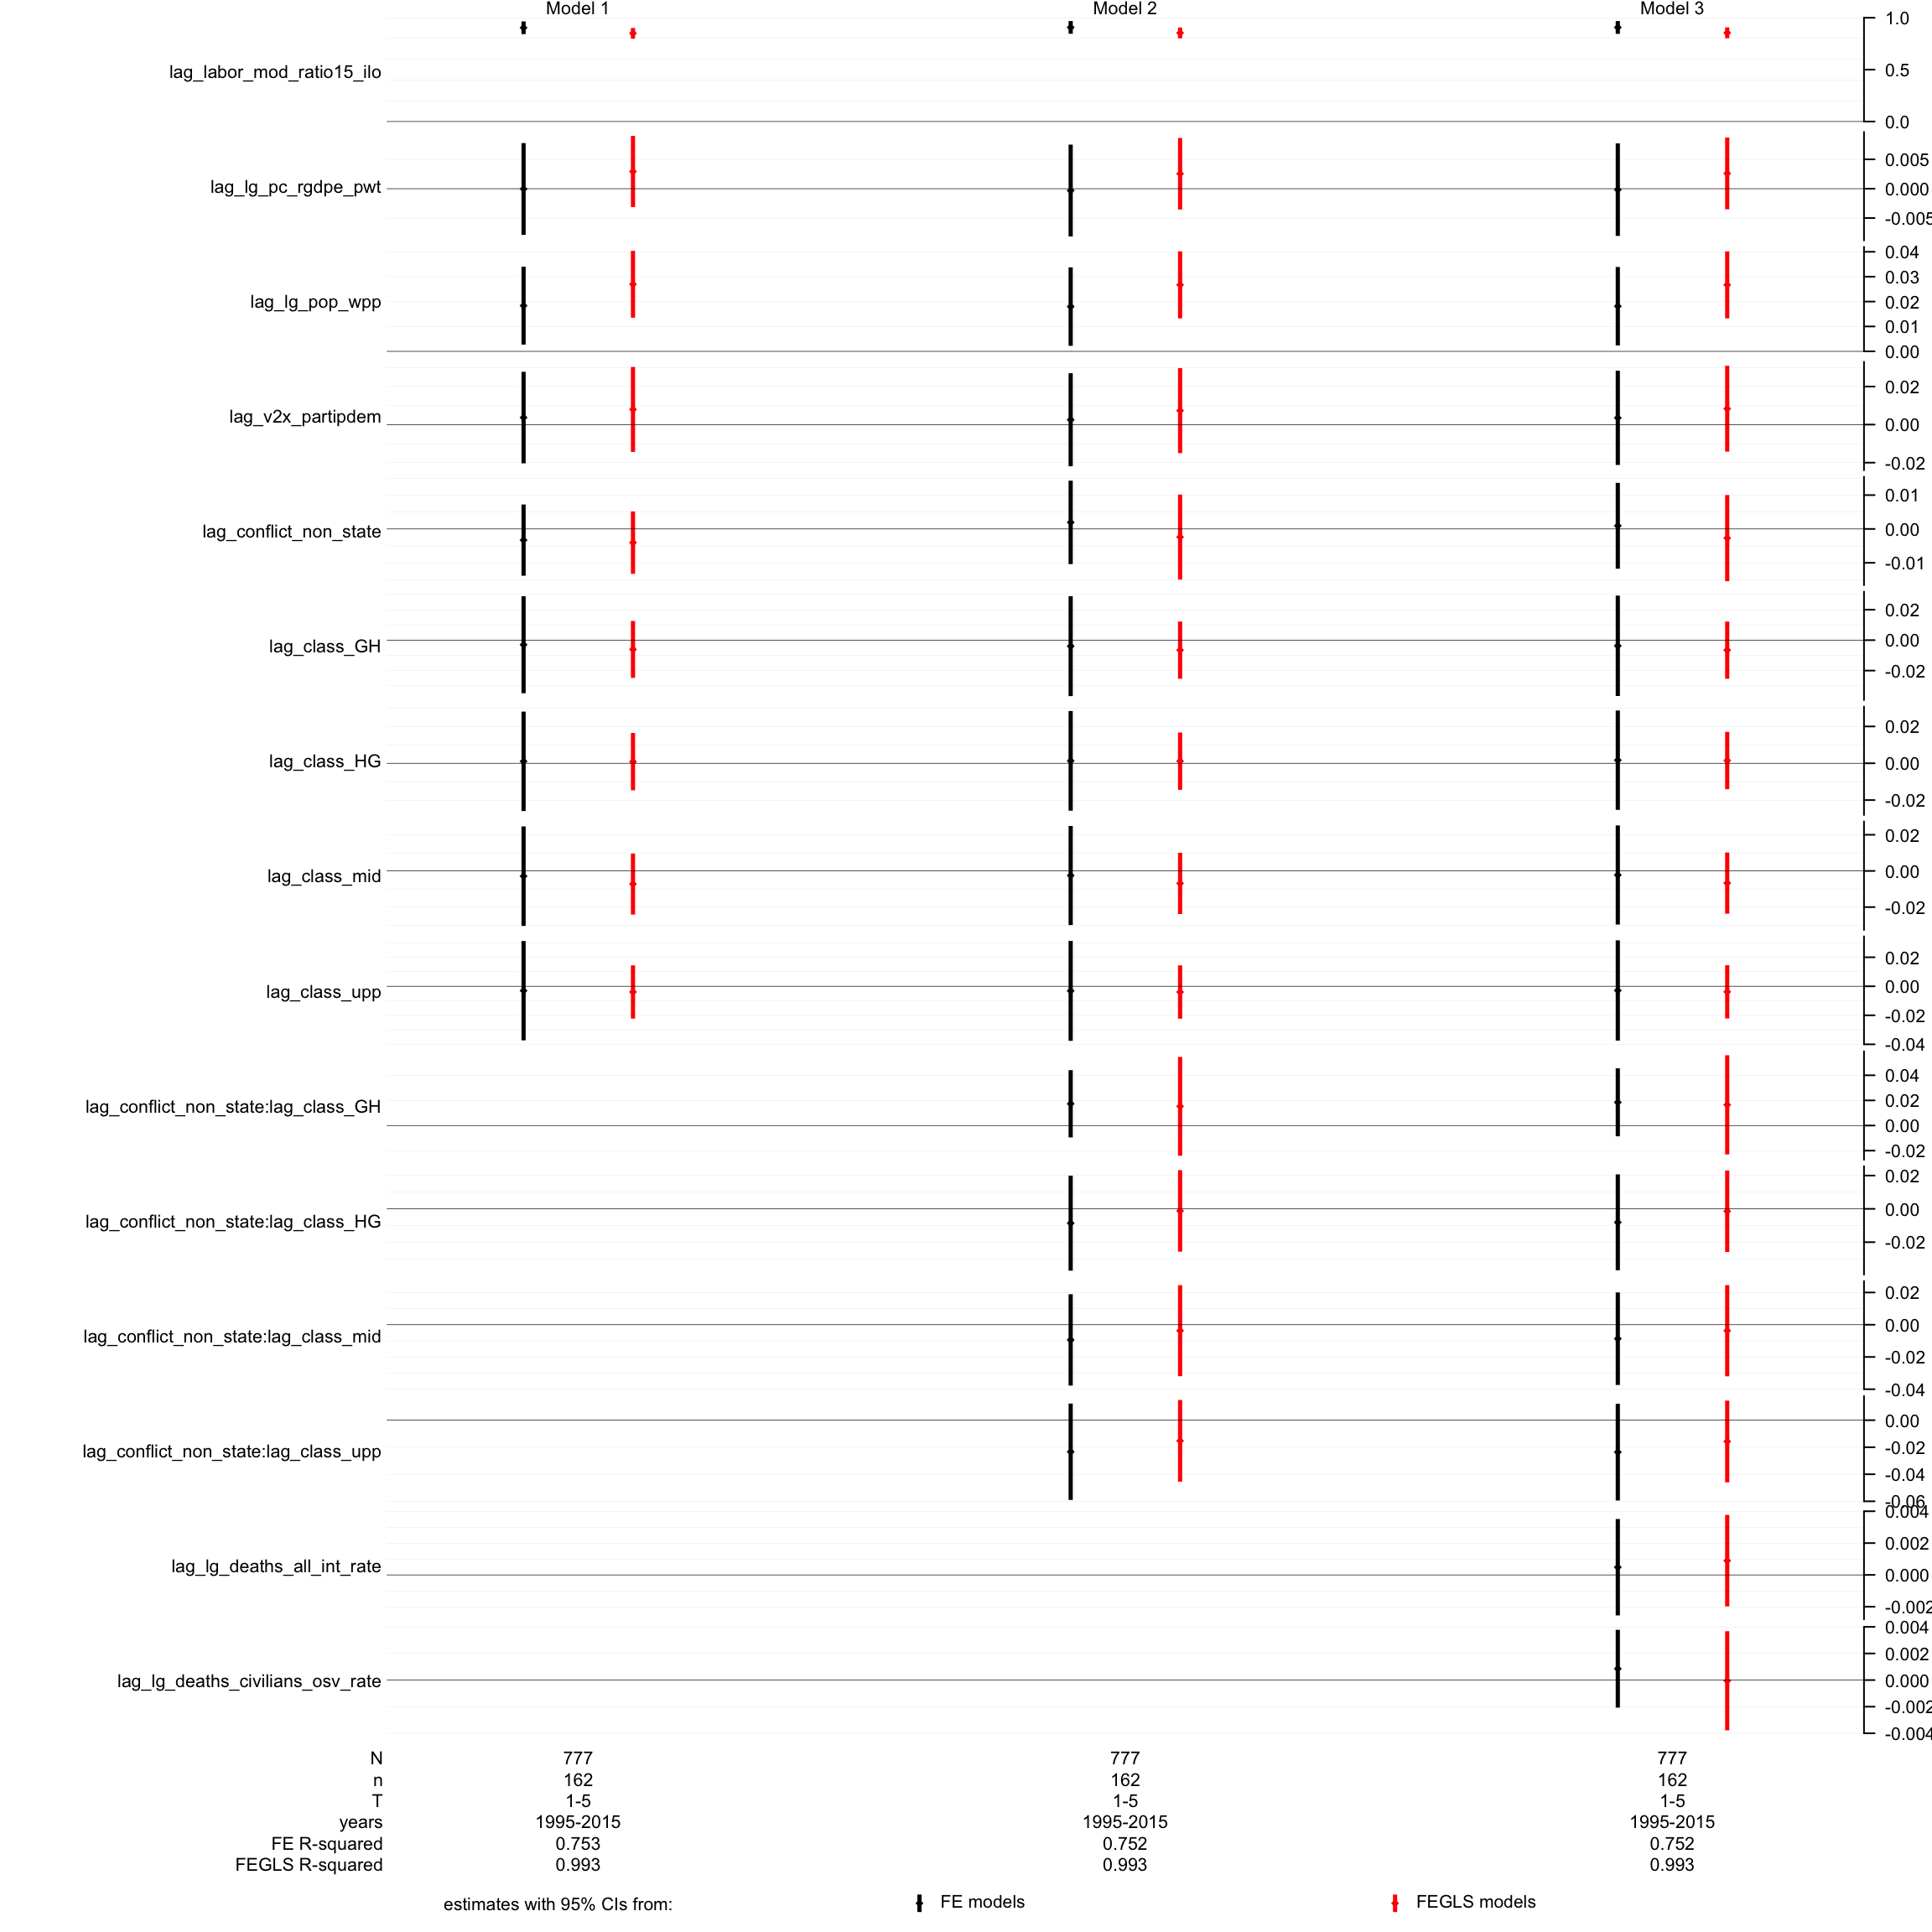 Model 1 Model 2 Model 3
lag_labor_mod_ratio15_ilo
1.0
0.5
0.0
lag_lg_pc_rgdpe_pwt
0.005
0.000
-0.005
lag_lg_pop_wpp
0.04
0.03
0.02
0.01
0.00
lag_v2x_partipdem
0.02
0.00
-0.02
lag_conflict_non_state
0.01
0.00
-0.01
lag_class_GH
0.02
0.00
-0.02
lag_class_HG
0.02
0.00
-0.02
lag_class_mid
0.02
0.00
-0.02
lag_class_upp
0.02
0.00
-0.02
-0.04
lag_conflict_non_state:lag_class_GH
0.04
0.02
0.00
-0.02
lag_conflict_non_state:lag_class_HG
0.02
0.00
-0.02
lag_conflict_non_state:lag_class_mid
0.02
0.00
-0.02
-0.04
lag_conflict_non_state:lag_class_upp
0.00
-0.02
-0.04
-0.06
lag_lg_deaths_all_int_rate
0.004
0.002
0.000
-0.002
lag_lg_deaths_civilians_osv_rate
0.004
0.002
0.000
-0.002
-0.004
N 777 777 777
n 162 162 162
T 1-5 1-5 1-5
years 1995-2015 1995-2015 1995-2015
FE R-squared 0.753 0.752 0.752
FEGLS R-squared 0.993 0.993 0.993
estimates with 95% CIs from: FE models FEGLS models